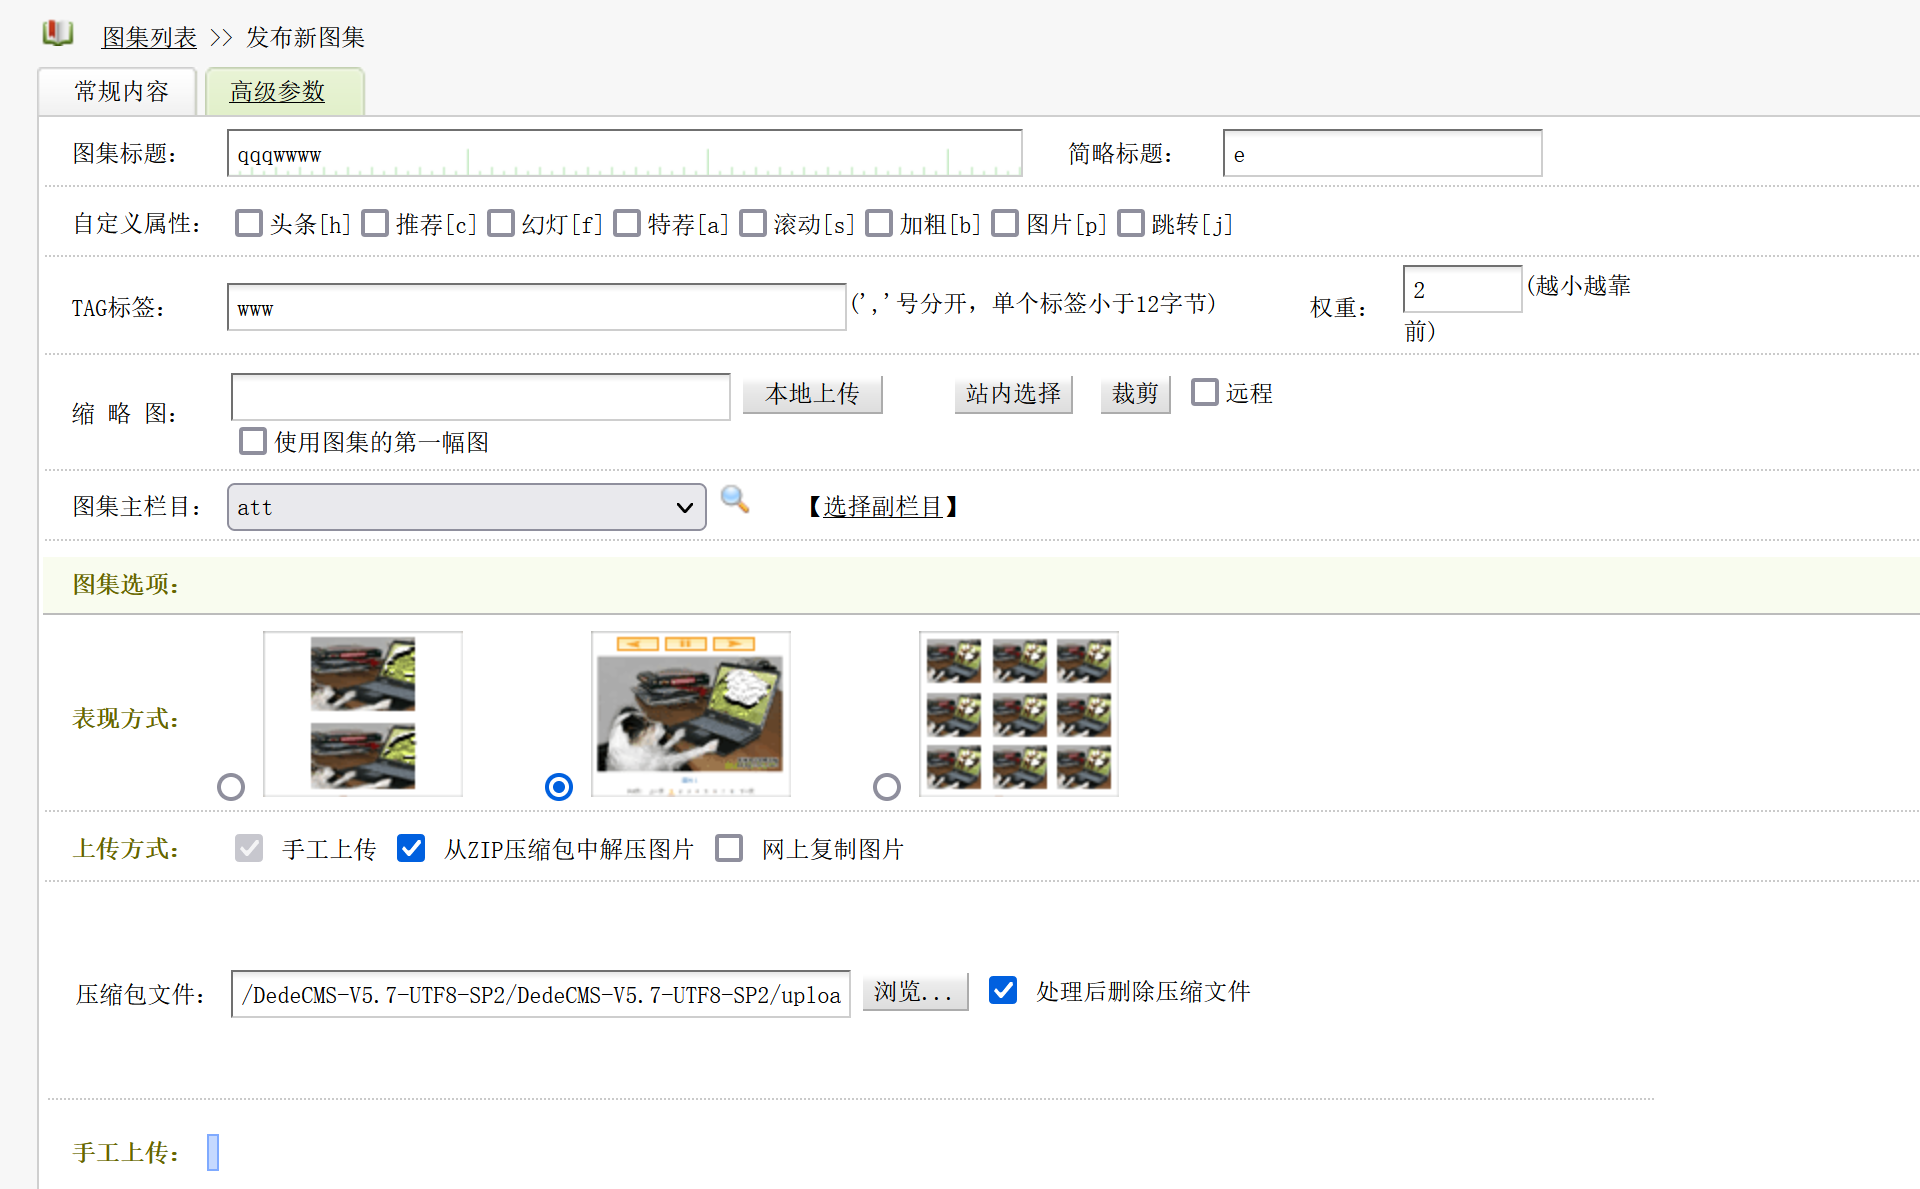 图集列表 >> 发布新图集
常规内容 高级参数
图集标题： qqqwwww 简略标题： e
自定义属性： 头条[h] 推荐[c] 幻灯[f] 特荐[a] 滚动[s] 加粗[b] 图片[p] 跳转[j]
TAG标签： www (','号分开，单个标签小于12字节) 权重： 2 (越小越靠
前)
缩 略 图： 本地上传 站内选择 裁剪 远程
使用图集的第一幅图
图集主栏目： att 【选择副栏目】
图集选项：
表现方式：
上传方式： 手工上传 从ZIP压缩包中解压图片 网上复制图片
压缩包文件： /DedeCMS-V5.7-UTF8-SP2/DedeCMS-V5.7-UTF8-SP2/uploa 浏览... 处理后删除压缩文件
手工上传：